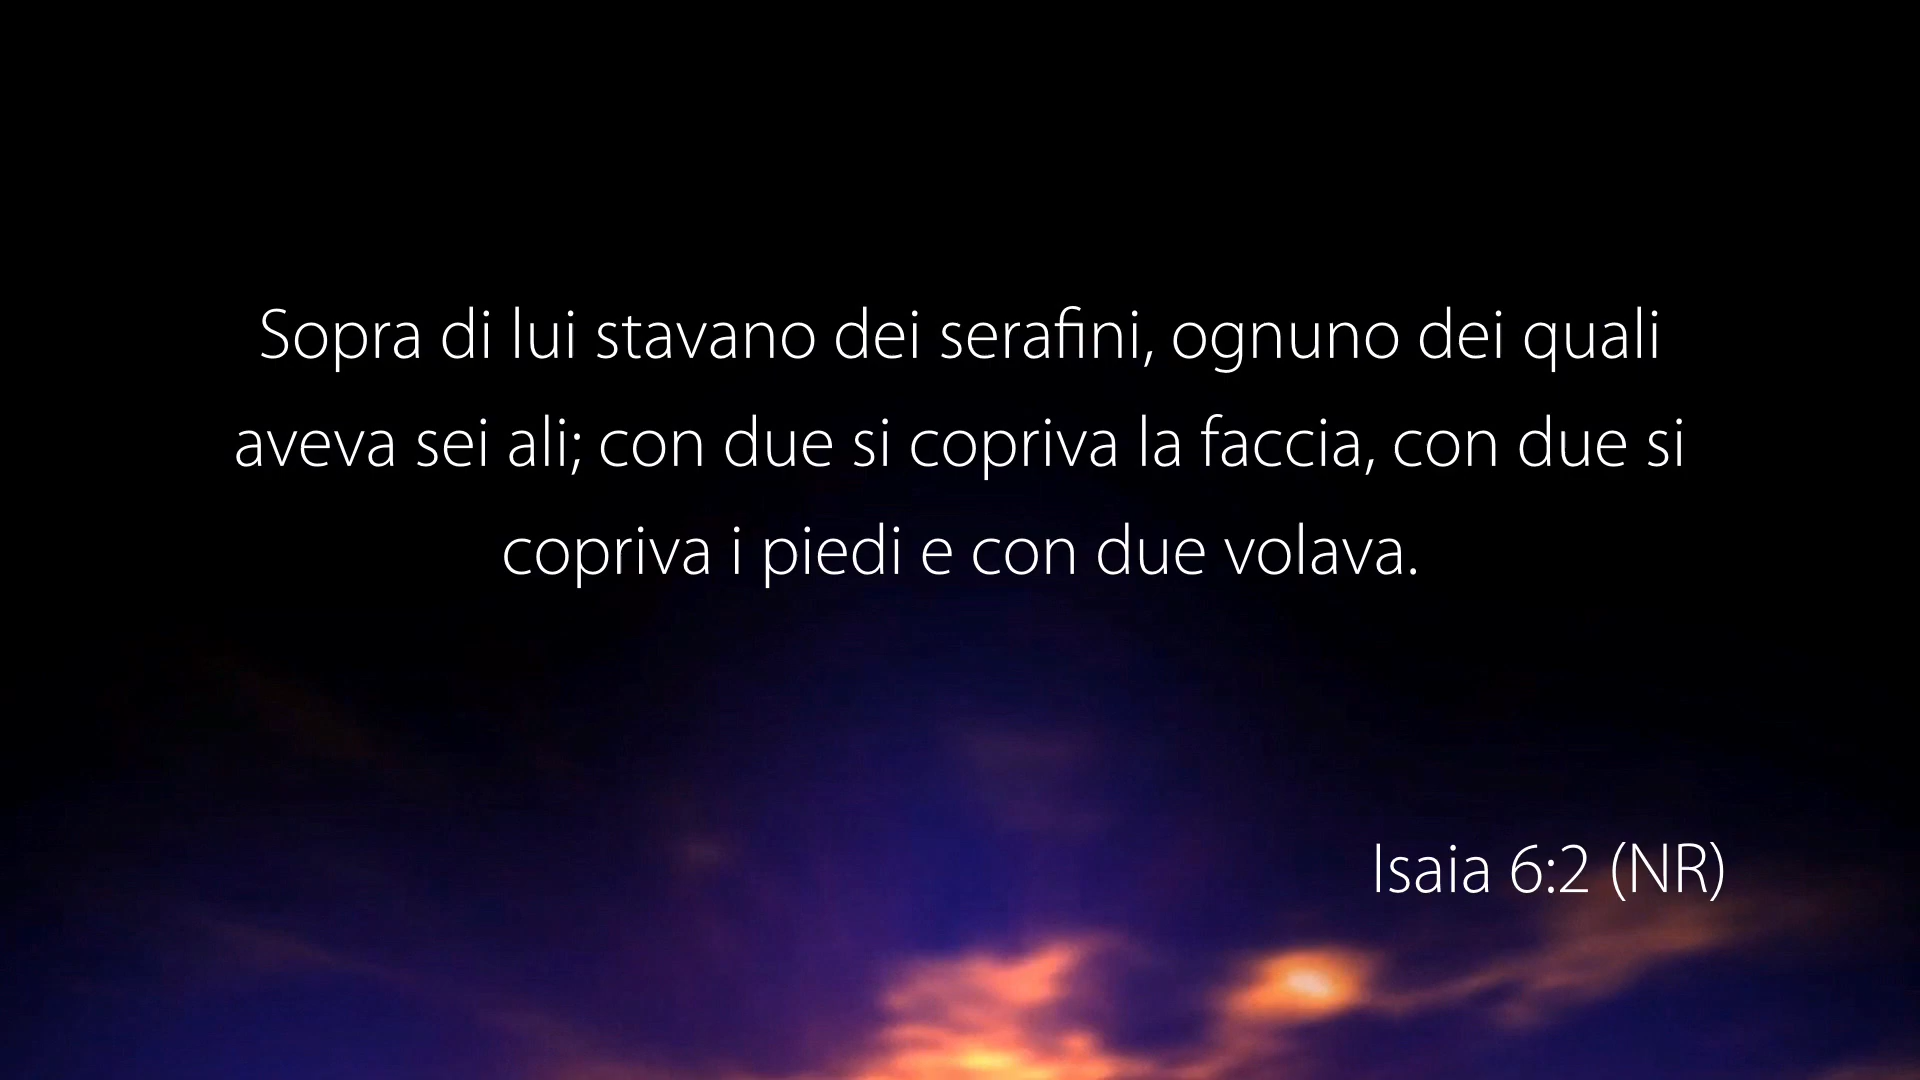 Sopra di lui stavano dei serafini, ognuno dei quali
aveva sei ali; con due si copriva la faccia, con due si
copriva i piedi e con due volava.
Isaia 6:2 (NR)